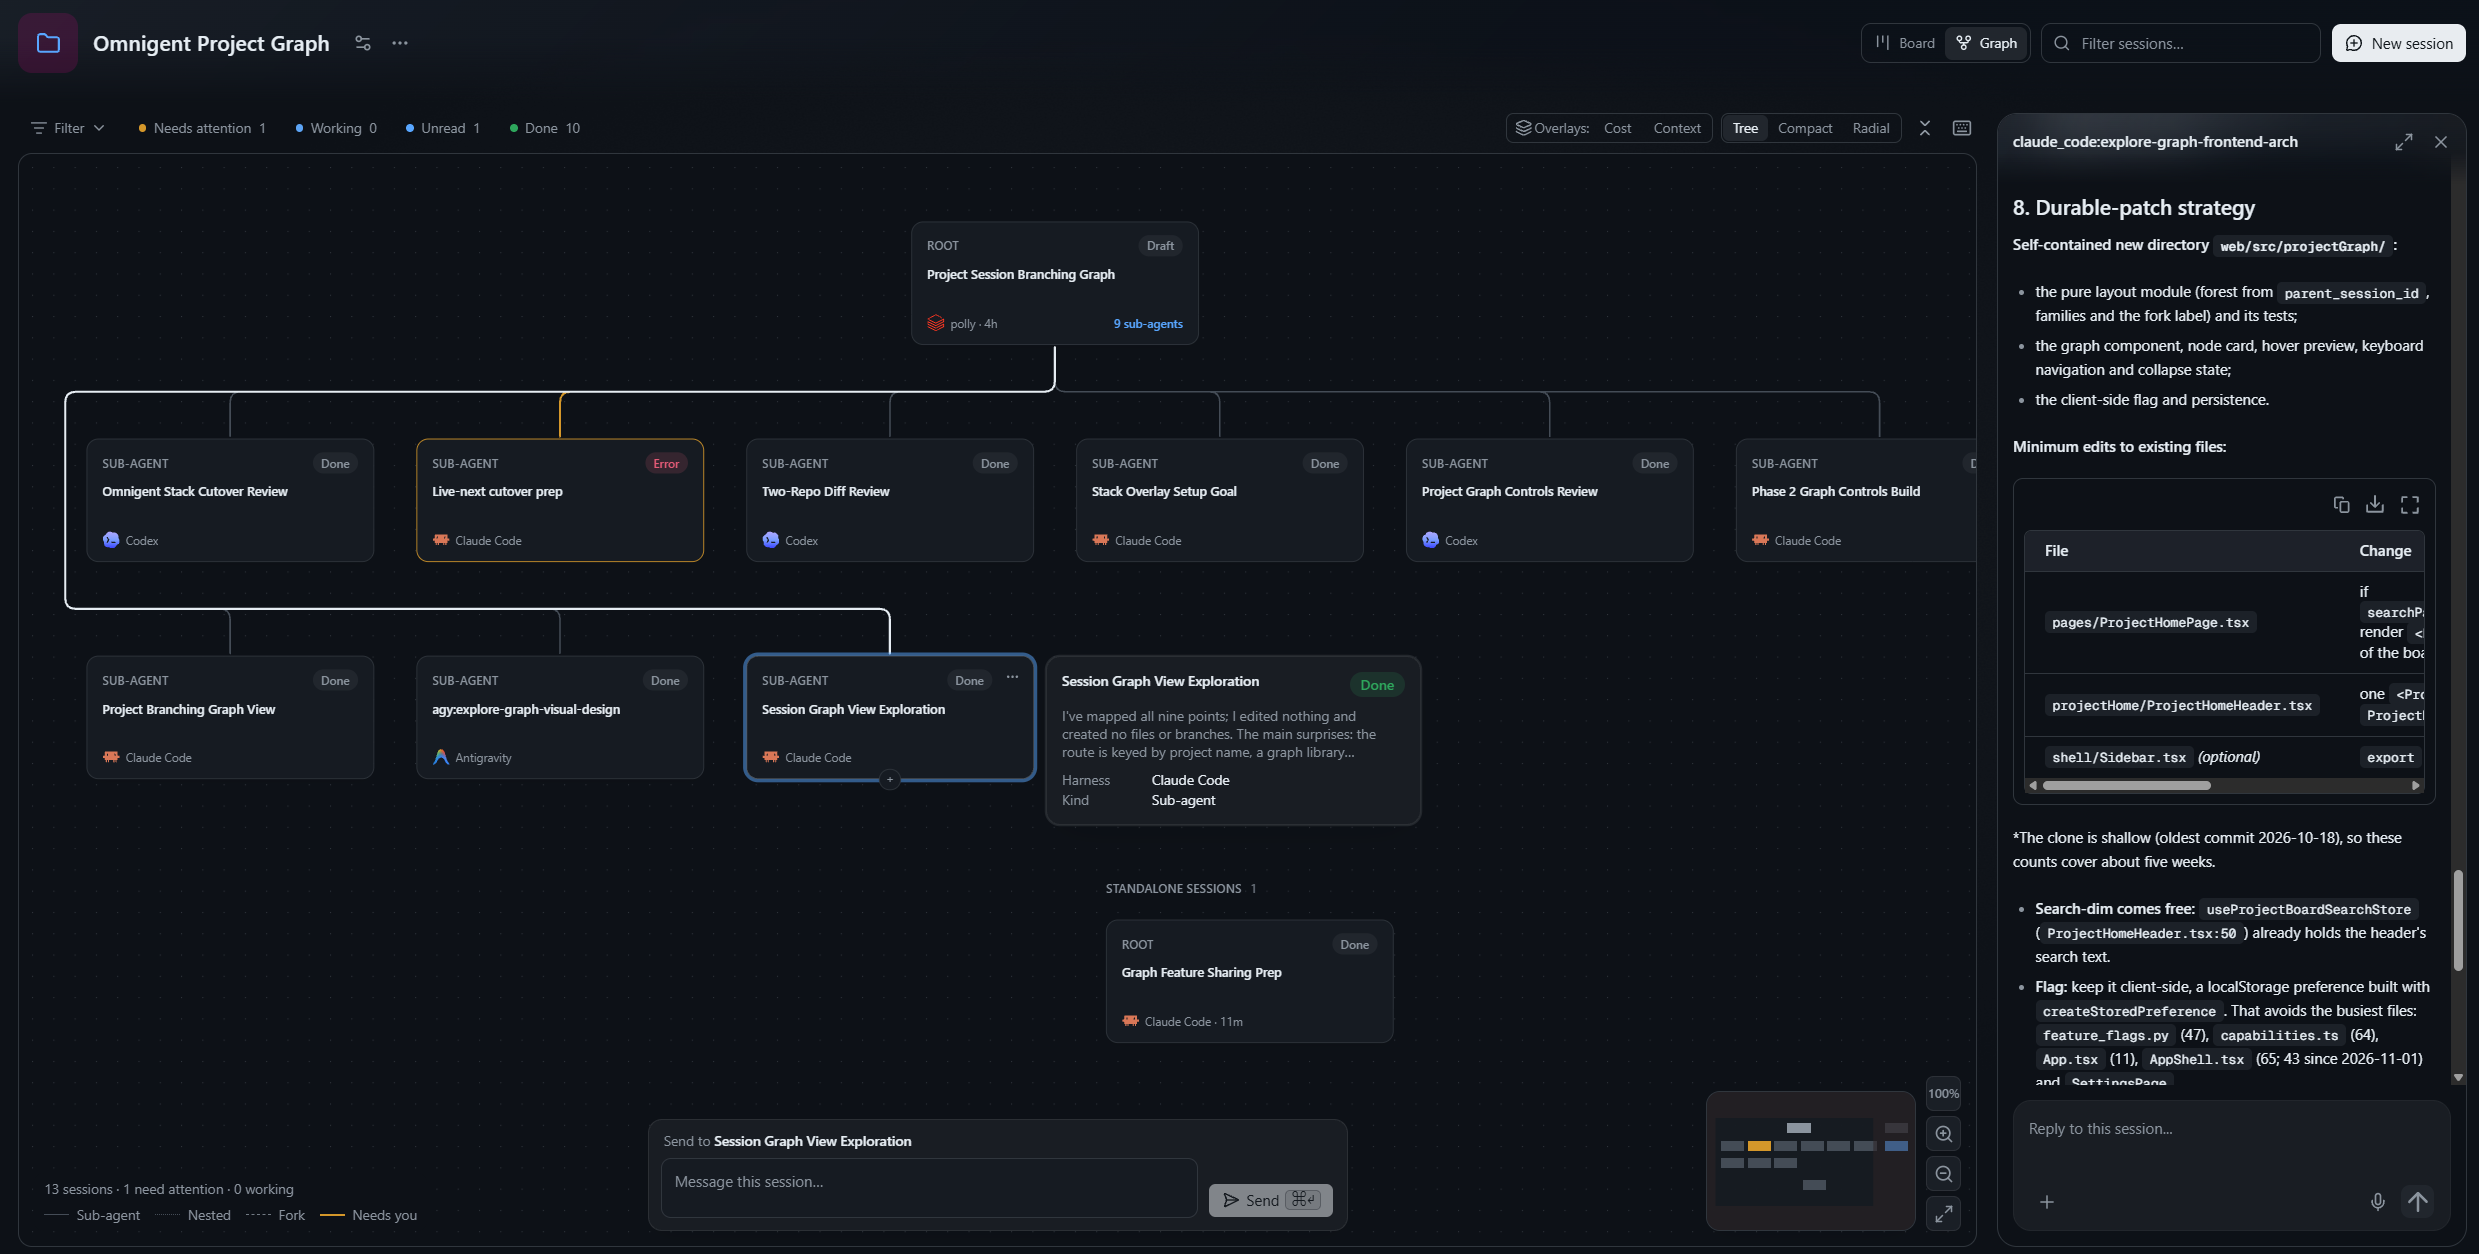 Omnigent Project Graph
Board
Graph
Filter sessions...
New session
Filter
Needs attention 1
Working 0
Unread 1
Done 10
Overlays: Cost Context
Tree Compact Radial
ROOT Draft
Project Session Branching Graph
polly · 4h 9 sub-agents
SUB-AGENT Done
Omnigent Stack Cutover Review
Codex
SUB-AGENT Error
Live-next cutover prep
Claude Code
SUB-AGENT Done
Two-Repo Diff Review
Codex
SUB-AGENT Done
Stack Overlay Setup Goal
Claude Code
SUB-AGENT Done
Project Graph Controls Review
Codex
SUB-AGENT
Phase 2 Graph Controls Build
Claude Code
SUB-AGENT Done
Project Branching Graph View
Claude Code
SUB-AGENT Done
agy:explore-graph-visual-design
Antigravity
SUB-AGENT Done ...
Session Graph View Exploration
Claude Code
+
Session Graph View Exploration Done
I've mapped all nine points; I edited nothing and
created no files or branches. The main surprises: the
route is keyed by project name, a graph library...
Harness Claude Code
Kind Sub-agent
STANDALONE SESSIONS 1
ROOT Done
Graph Feature Sharing Prep
Claude Code · 11m
Send to Session Graph View Exploration
Message this session...
Send ⌘↵
13 sessions · 1 need attention · 0 working
Sub-agent Nested Fork Needs you
100%
claude_code:explore-graph-frontend-arch
8. Durable-patch strategy
Self-contained new directory web/src/projectGraph/ :
• the pure layout module (forest from parent_session_id ,
families and the fork label) and its tests;
• the graph component, node card, hover preview, keyboard
navigation and collapse state;
• the client-side flag and persistence.
Minimum edits to existing files:
File Change
pages/ProjectHomePage.tsx
if
searchPa
render <
of the boa
projectHome/ProjectHomeHeader.tsx
one <Pro
Project
shell/Sidebar.tsx (optional) export
*The clone is shallow (oldest commit 2026-10-18), so these
counts cover about five weeks.
• Search-dim comes free: useProjectBoardSearchStore
( ProjectHomeHeader.tsx:50 ) already holds the header's
search text.
• Flag: keep it client-side, a localStorage preference built with
createStoredPreference . That avoids the busiest files:
feature_flags.py (47), capabilities.ts (64),
App.tsx (11), AppShell.tsx (65; 43 since 2026-11-01)
and SettingsPage
Reply to this session...